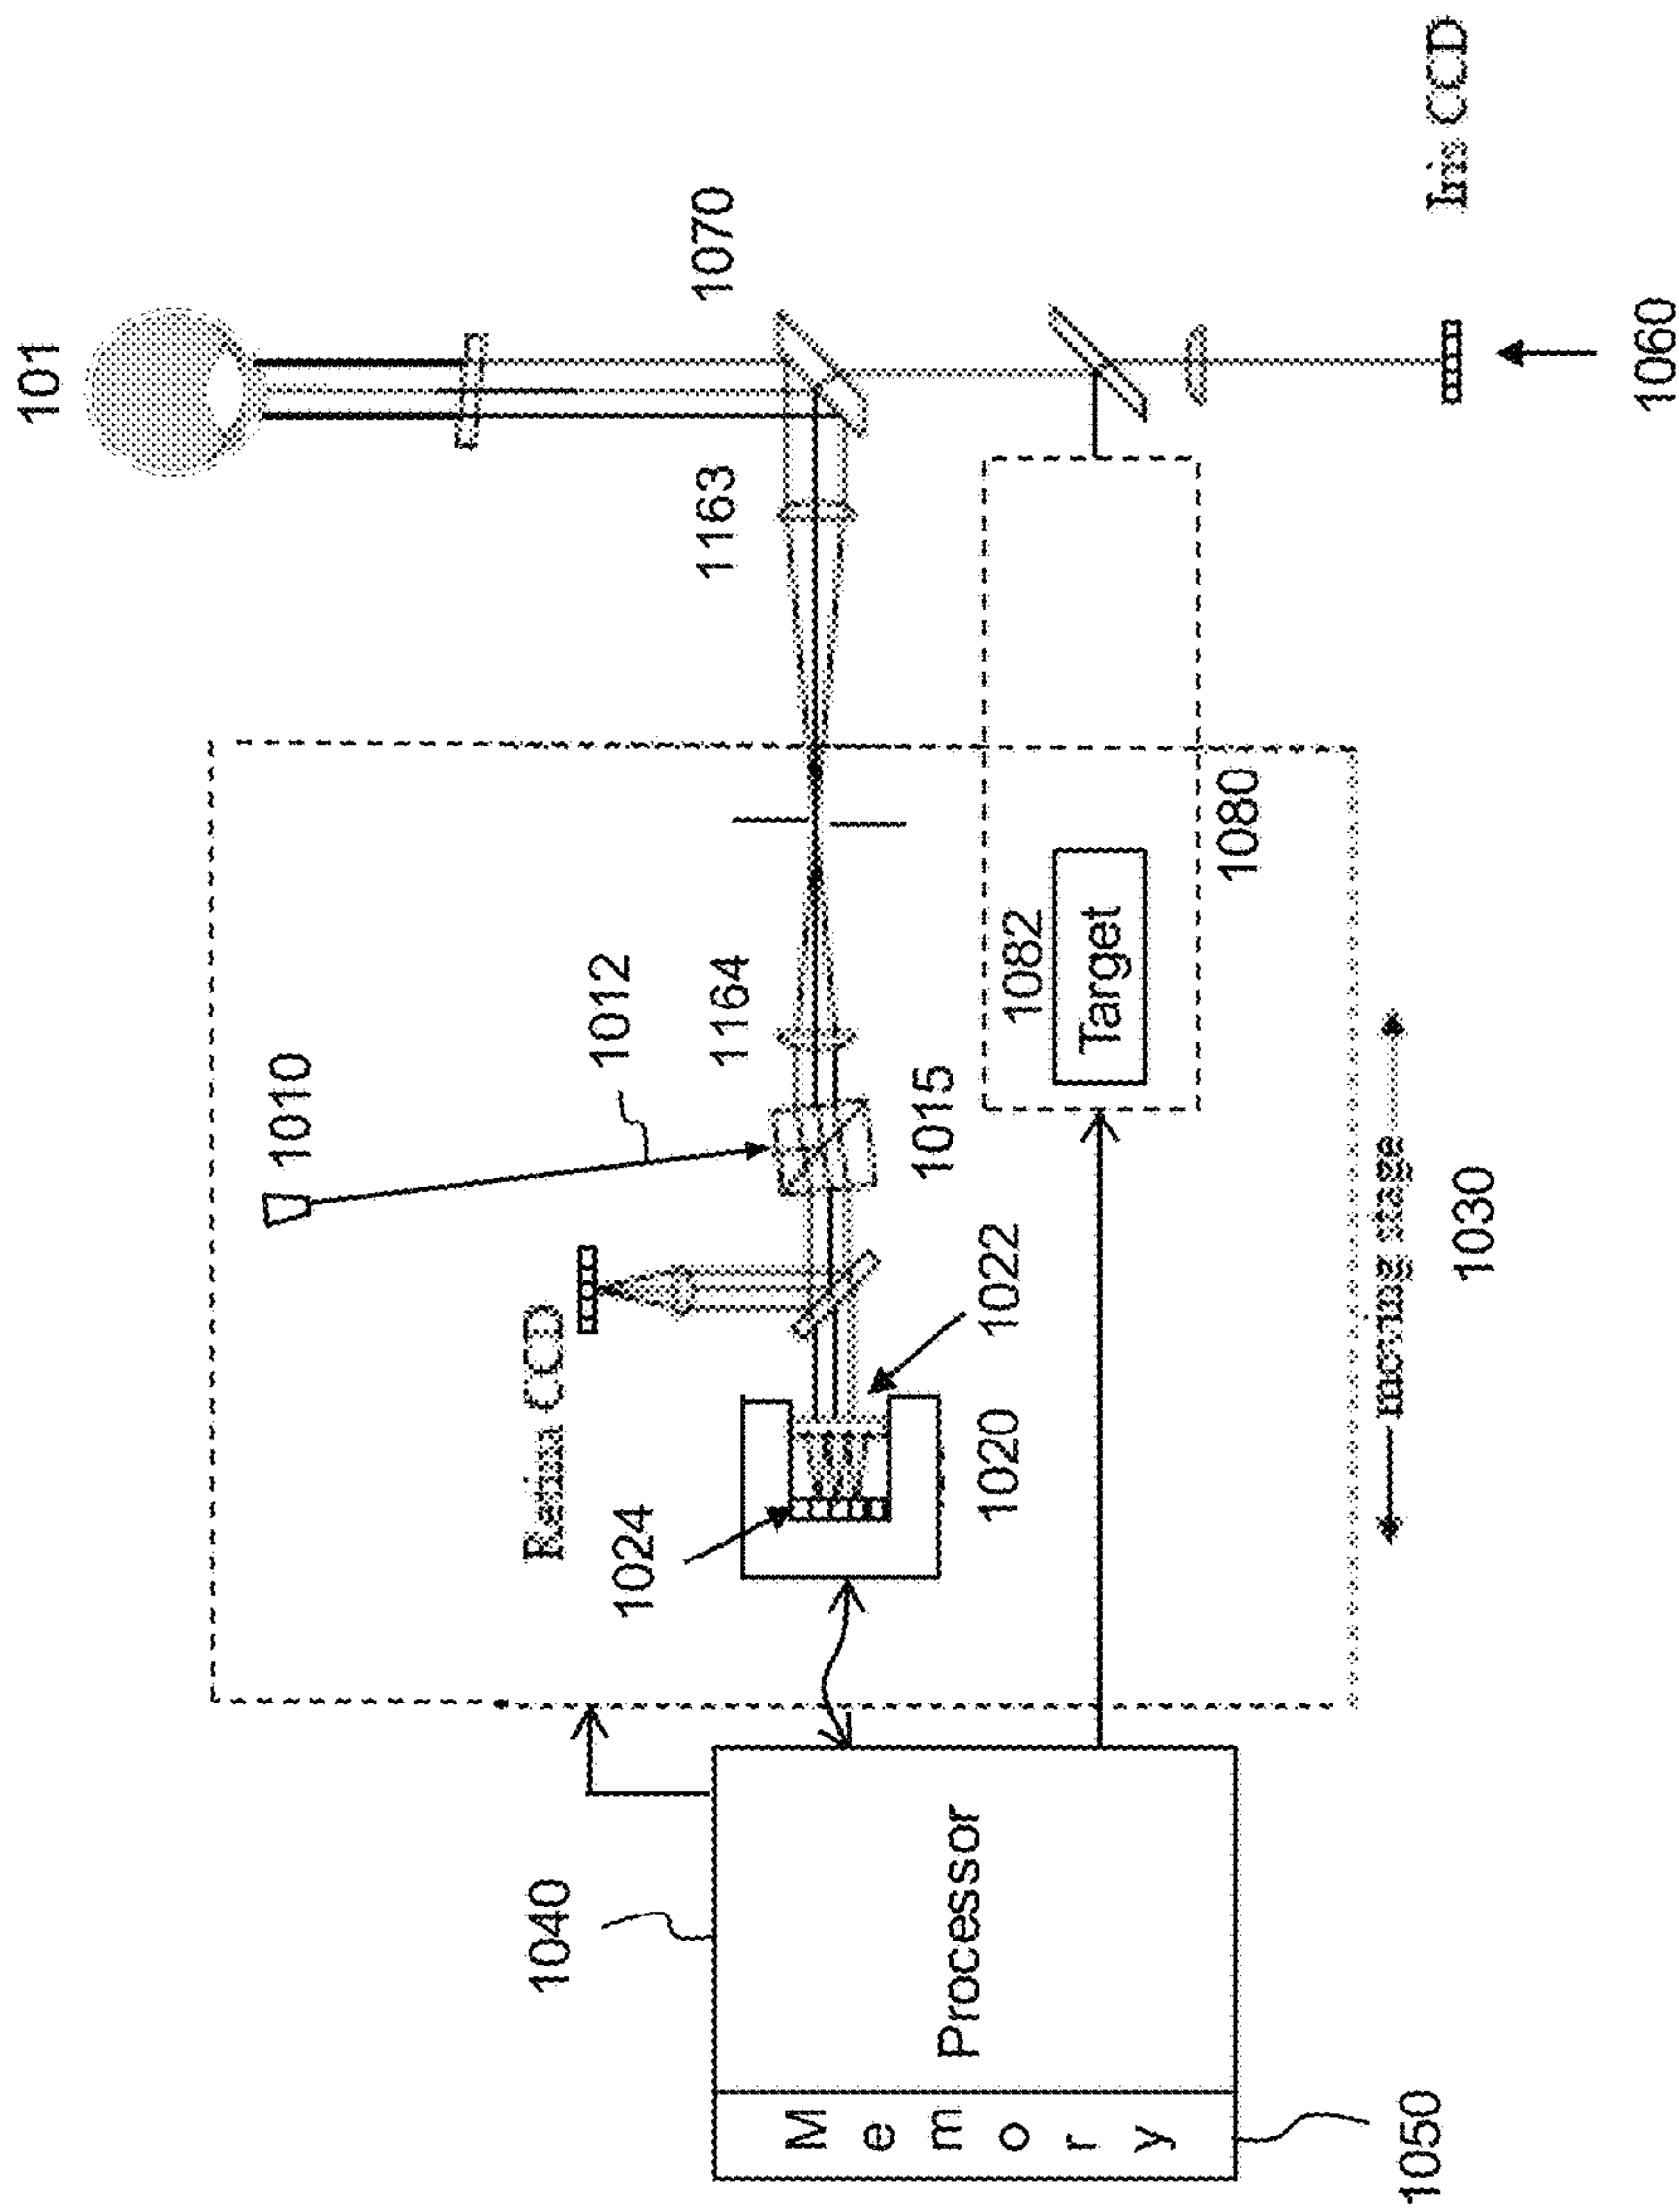 101
1070
1163
Iris CCD
1060
1010
1012
1164
1015
1082
Target
1080
Retina CCD
1024
1022
1020
moving stage
1030
1040
Processor
Memory
1050